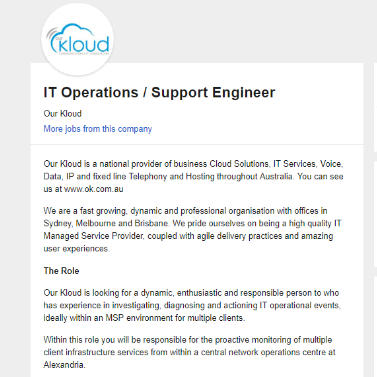 our
kloud
IT Operations / Support Engineer
Our Kloud
More jobs from this company
Our Kloud is a national provider of business Cloud Solutions, IT Services, Voice,
Data, IP and fixed line Telephony and Hosting throughout Australia. You can see
us at www.ok.com.au
We are a fast growing, dynamic and professional organisation with offices in
Sydney, Melbourne and Brisbane. We pride ourselves on being a high quality IT
Managed Service Provider, coupled with agile delivery practices and amazing
user experiences.
The Role
Our Kloud is looking for a dynamic, enthusiastic and responsible person to who
has experience in investigating, diagnosing and actioning IT operational events,
ideally within an MSP environment for multiple clients.
Within this role you will be responsible for the proactive monitoring of multiple
client infrastructure services from within a central network operations centre at
Alexandria.